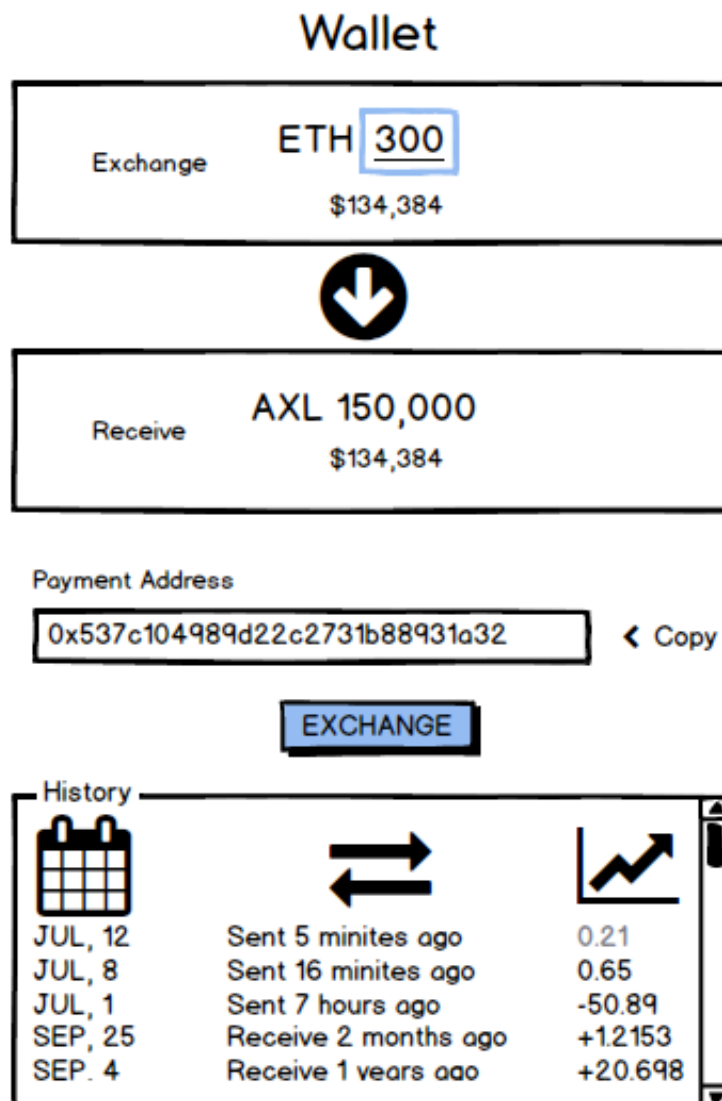 Wallet
Exchange
ETH 300
$134,384
Receive
AXL 150,000
$134,384
Payment Address
0x537c104989d22c2731b88931a32
Copy
EXCHANGE
History
JUL, 12 Sent 5 minites ago 0.21
JUL, 8 Sent 16 minites ago 0.65
JUL, 1 Sent 7 hours ago -50.89
SEP, 25 Receive 2 months ago +1.2153
SEP. 4 Receive 1 years ago +20.698